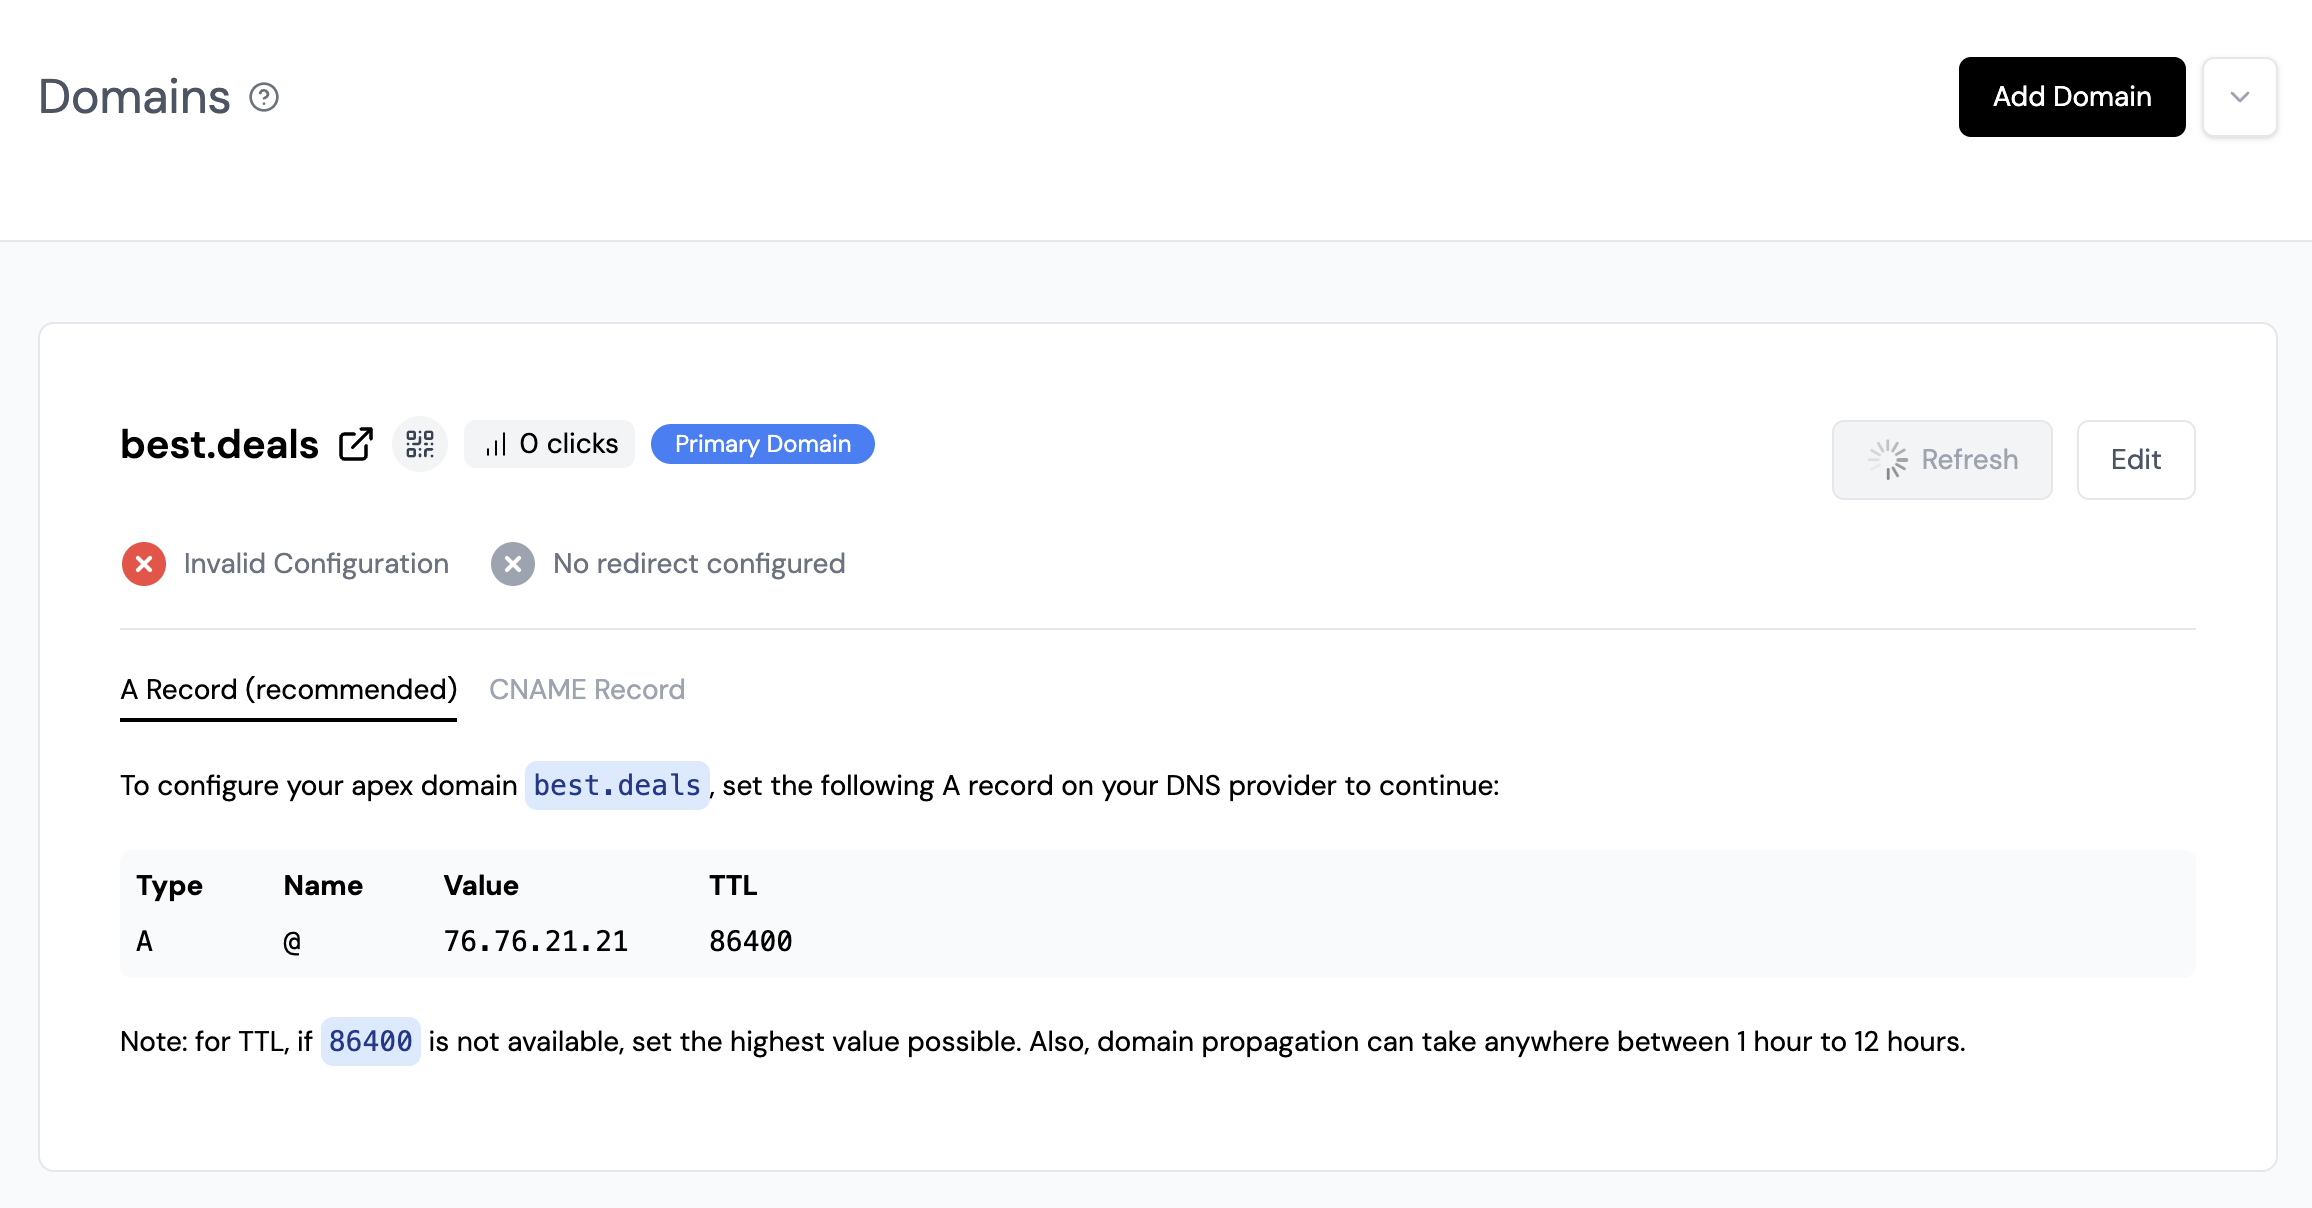 Domains
Add Domain
best.deals
0 clicks
Primary Domain
Refresh
Edit
Invalid Configuration
No redirect configured
A Record (recommended)
CNAME Record
To configure your apex domain best.deals, set the following A record on your DNS provider to continue:
Type Name Value TTL
A @ 76.76.21.21 86400
Note: for TTL, if 86400 is not available, set the highest value possible. Also, domain propagation can take anywhere between 1 hour to 12 hours.